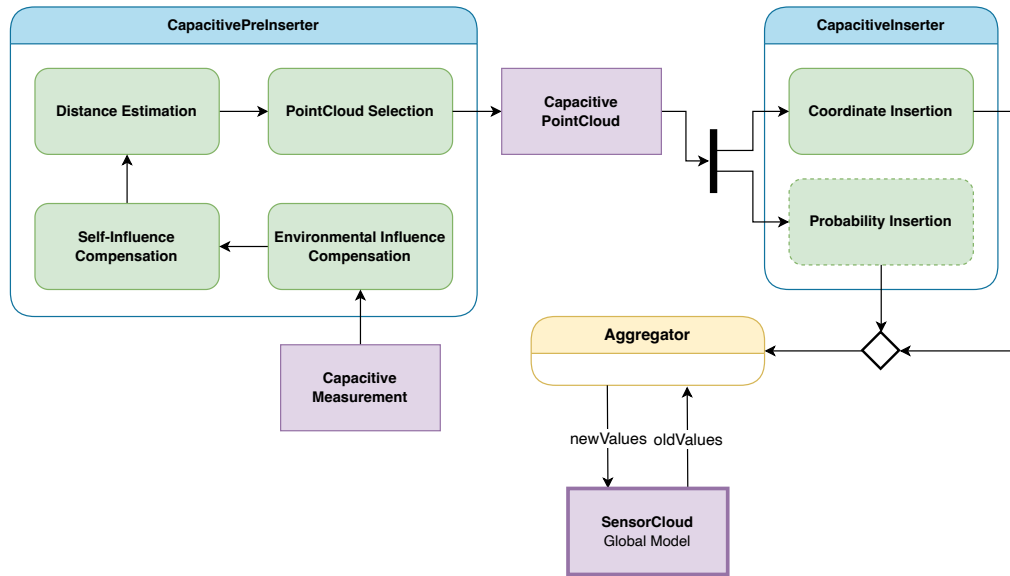 CapacitivePreInserter
Distance Estimation
PointCloud Selection
Self-Influence
Compensation
Environmental Influence
Compensation
Capacitive
Measurement
Capacitive
PointCloud
CapacitiveInserter
Coordinate Insertion
Probability Insertion
Aggregator
newValues
oldValues
SensorCloud
Global Model